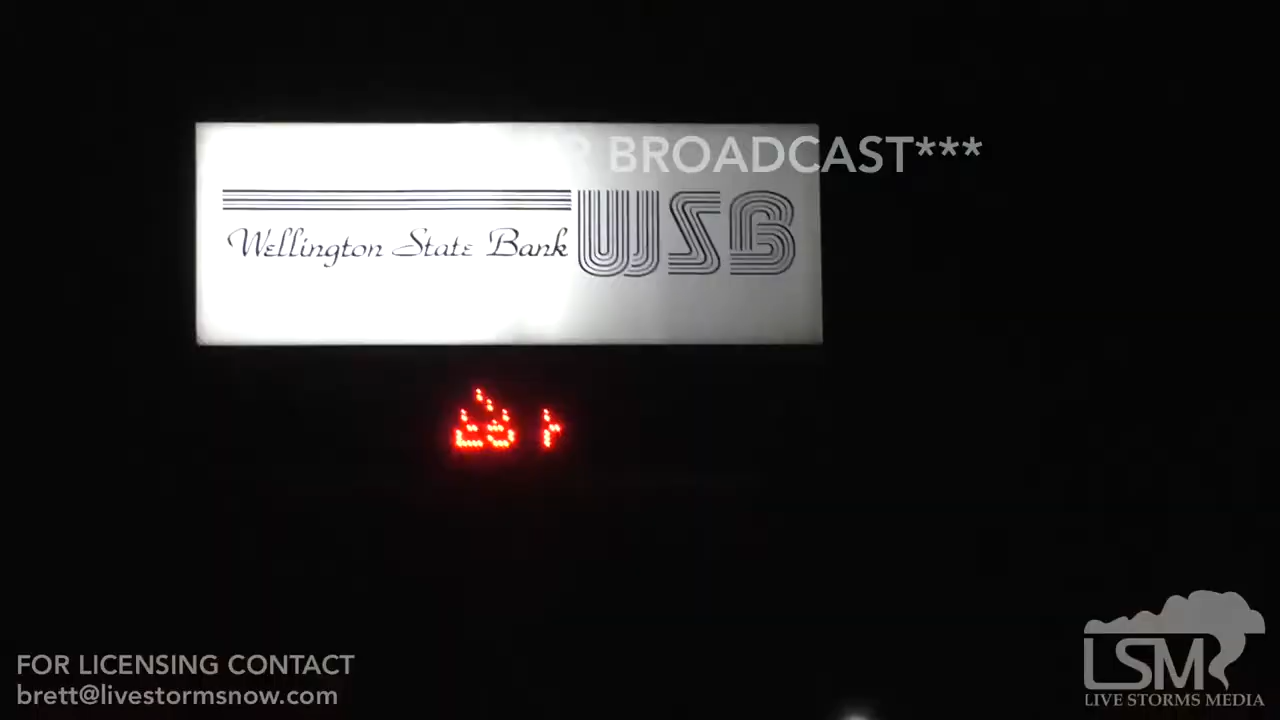 BROADCAST***
Wellington State Bank
WSB
FOR LICENSING CONTACT
brett@livestormsnow.com
LSM
LIVE STORMS MEDIA